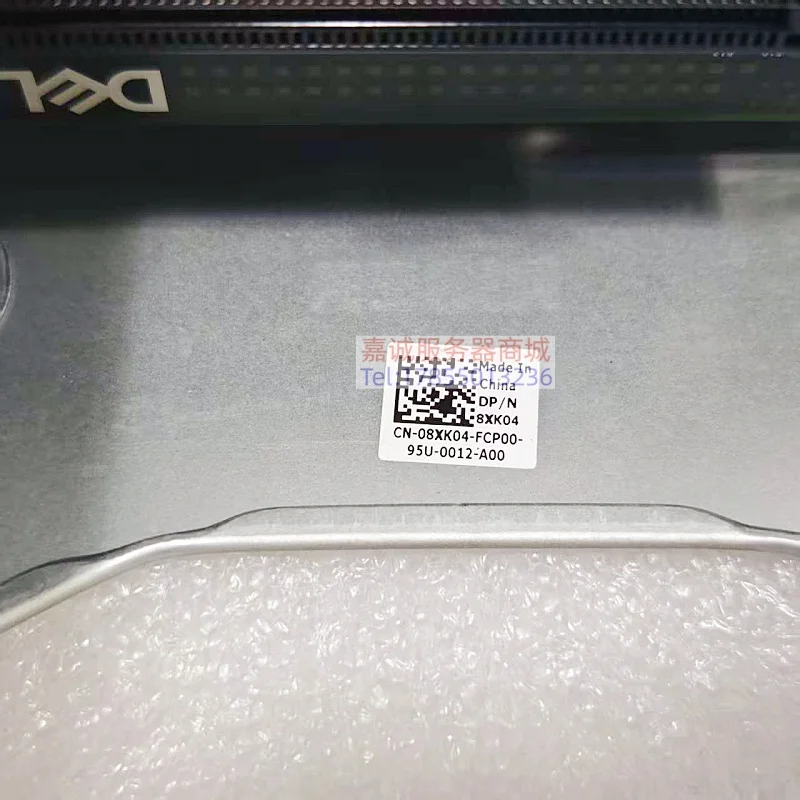 DELL
嘉诚服务器商城
Made In
China
DP/N
8XK04
CN-08XK04-FCP00-
95U-0012-A00